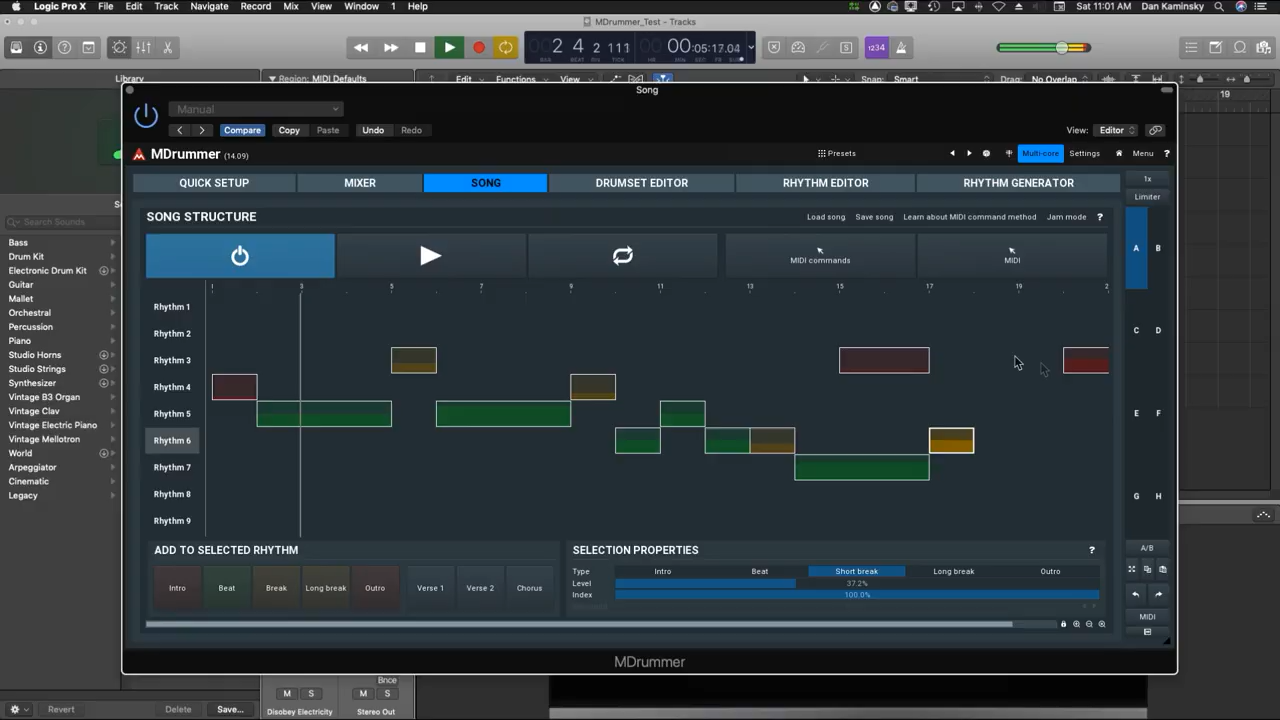 Logic Pro X File Edit Track Navigate Record Mix View Window 1 Help Sat 11:01 AM Dan Kaminsky
MDrummer_Test - Tracks
2 4 2 111 00:05:17.04 1234
Library Region: MIDI Defaults Edit Functions View Snap: Smart Drag: No Overlap
Song
19
Manual
Compare Copy Paste Undo Redo View: Editor
MDrummer (14.09) Presets Multi-core Settings Menu ?
QUICK SETUP MIXER SONG DRUMSET EDITOR RHYTHM EDITOR RHYTHM GENERATOR
1x
Limiter
SONG STRUCTURE Load song Save song Learn about MIDI command method Jam mode ?
MIDI commands MIDI
A B
C D
E F
G H
1 3 5 7 9 11 13 15 17 19 2
Rhythm 1
Rhythm 2
Rhythm 3
Rhythm 4
Rhythm 5
Rhythm 6
Rhythm 7
Rhythm 8
Rhythm 9
Search Sounds
Bass
Drum Kit
Electronic Drum Kit
Guitar
Mallet
Orchestral
Percussion
Piano
Studio Horns
Studio Strings
Synthesizer
Vintage B3 Organ
Vintage Clav
Vintage Electric Piano
Vintage Mellotron
World
Arpeggiator
Cinematic
Legacy
ADD TO SELECTED RHYTHM
Intro Beat Break Long break Outro Verse 1 Verse 2 Chorus
SELECTION PROPERTIES ?
Type Intro Beat Short break Long break Outro
Level 37.2%
Index 100.0%
A/B
MIDI
MDrummer
Bnce
M S M S
Revert Delete Save... Disobey Electricity Stereo Out